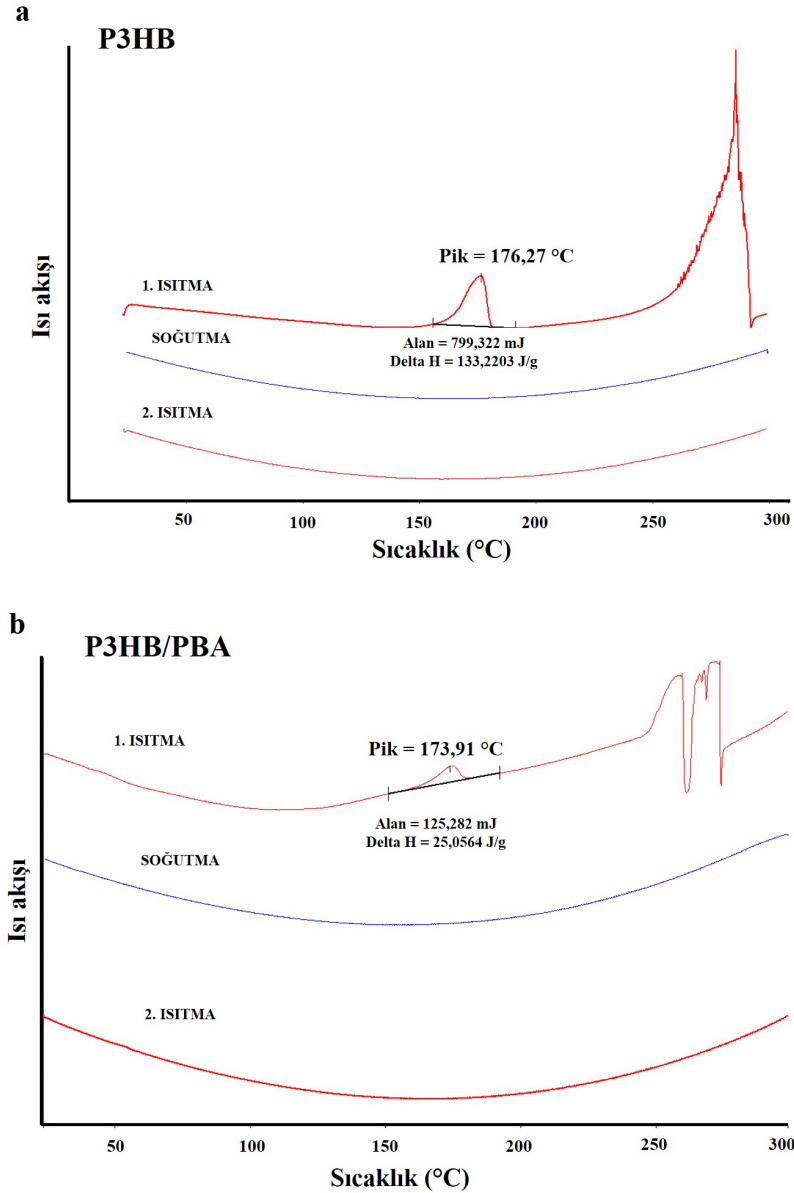 a
P3HB
Isı akışı
Pik = 176,27 °C
1. ISITMA
SOĞUTMA
Alan = 799,322 mJ
Delta H = 133,2203 J/g
2. ISITMA
50 100 150 200 250 300
Sıcaklık (°C)
b
P3HB/PBA
Isı akışı
1. ISITMA
Pik = 173,91 °C
Alan = 125,282 mJ
Delta H = 25,0564 J/g
SOĞUTMA
2. ISITMA
50 100 150 200 250 300
Sıcaklık (°C)